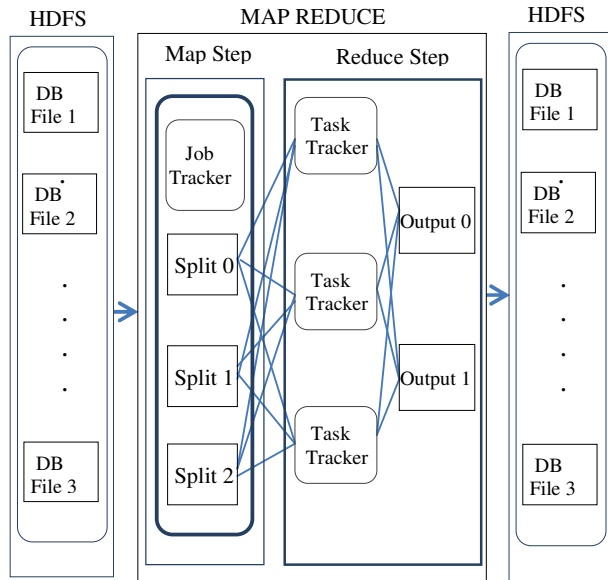 HDFS
MAP REDUCE
HDFS
Map Step
Reduce Step
DB
File 1
DB
File 2
DB
File 3
Job
Tracker
Split 0
Split 1
Split 2
Task
Tracker
Task
Tracker
Task
Tracker
Output 0
Output 1
DB
File 1
DB
File 2
DB
File 3